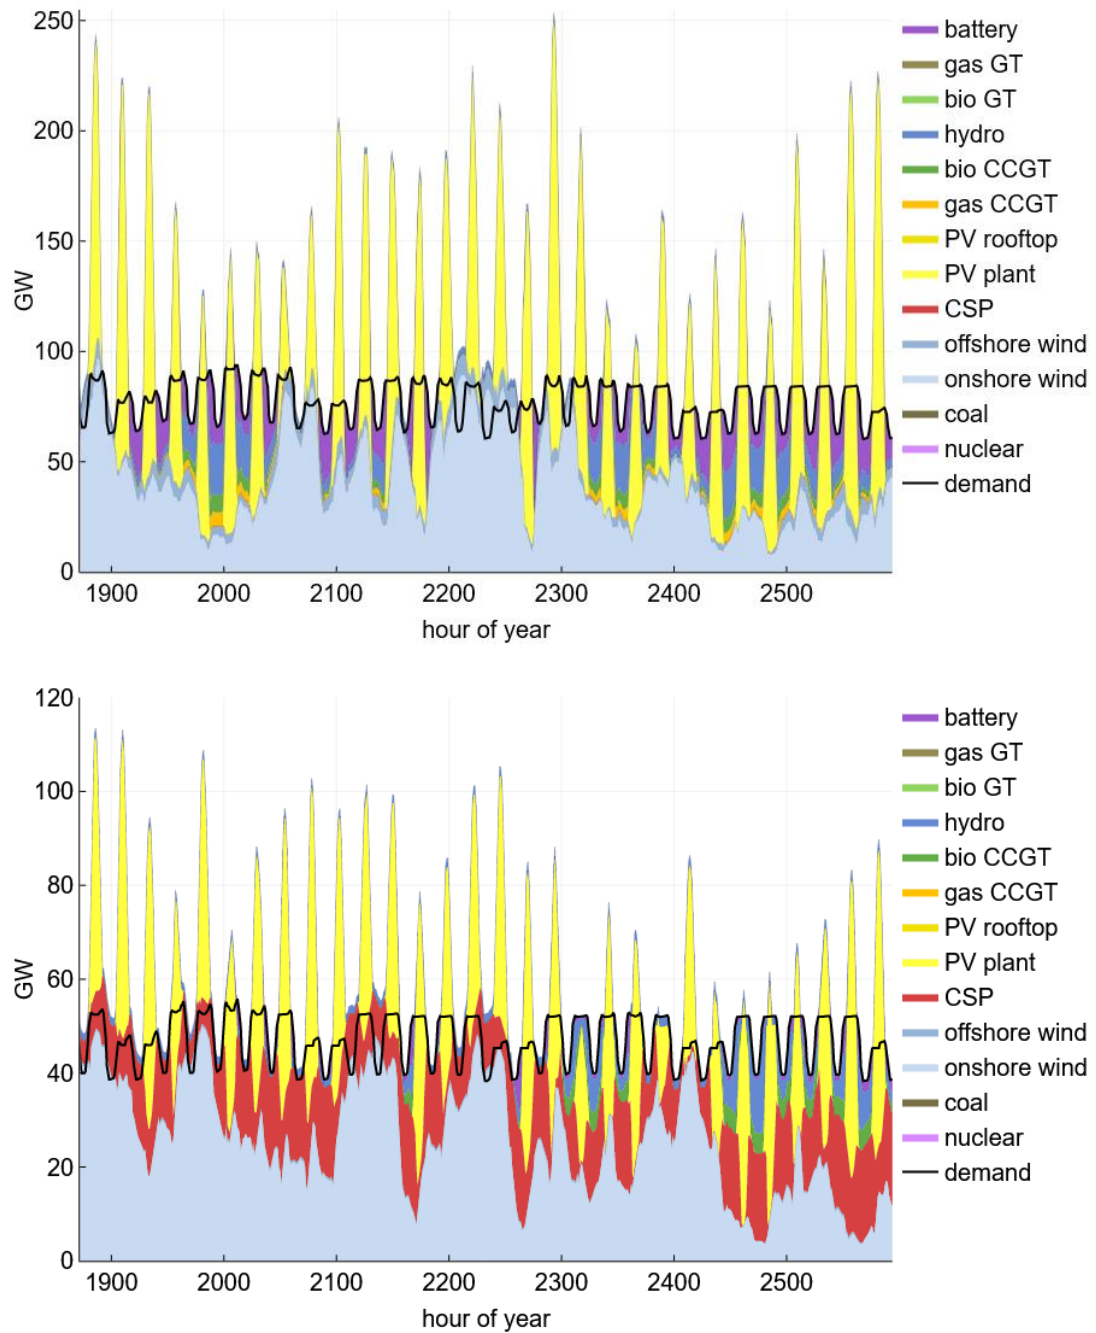 250
200
150
100
50
0
GW
1900 2000 2100 2200 2300 2400 2500
hour of year
battery
gas GT
bio GT
hydro
bio CCGT
gas CCGT
PV rooftop
PV plant
CSP
offshore wind
onshore wind
coal
nuclear
demand
120
100
80
60
40
20
0
GW
1900 2000 2100 2200 2300 2400 2500
hour of year
battery
gas GT
bio GT
hydro
bio CCGT
gas CCGT
PV rooftop
PV plant
CSP
offshore wind
onshore wind
coal
nuclear
demand